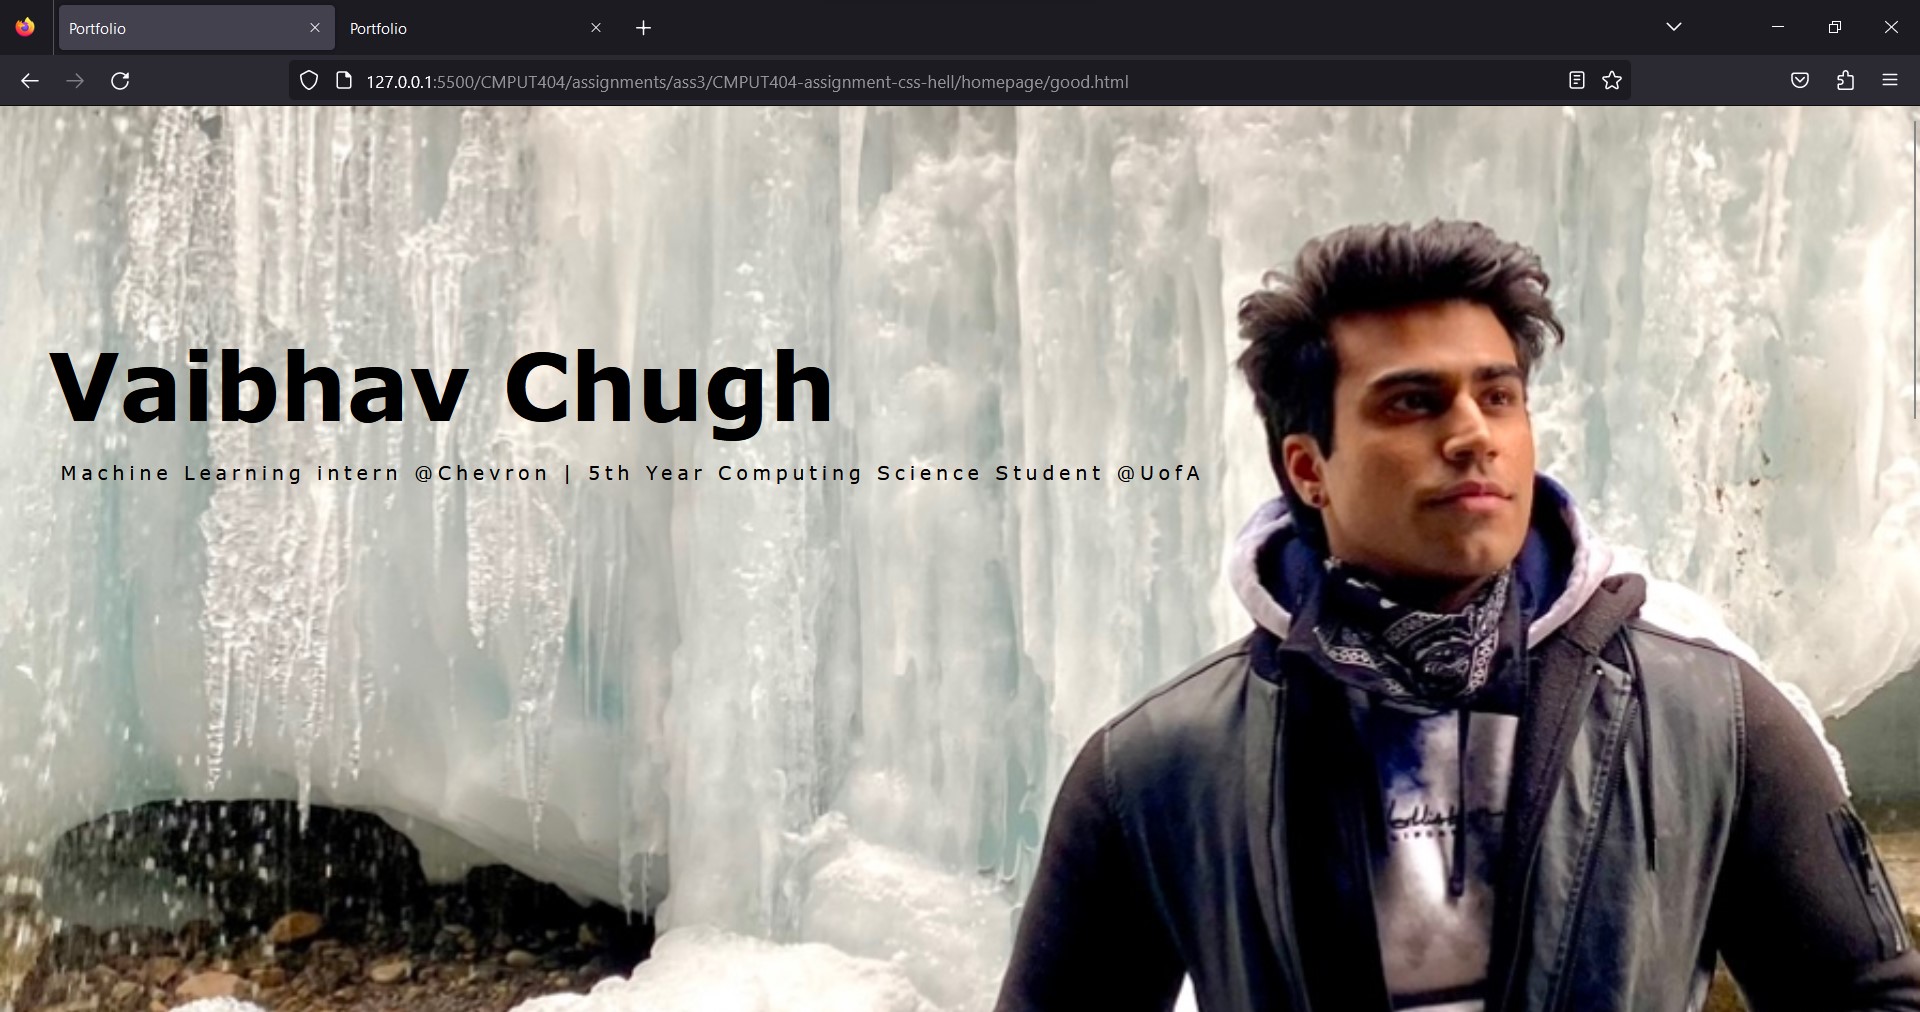 Portfolio
Portfolio
127.0.0.1:5500/CMPUT404/assignments/ass3/CMPUT404-assignment-css-hell/homepage/good.html
Vaibhav Chugh
Machine Learning intern @Chevron | 5th Year Computing Science Student @UofA